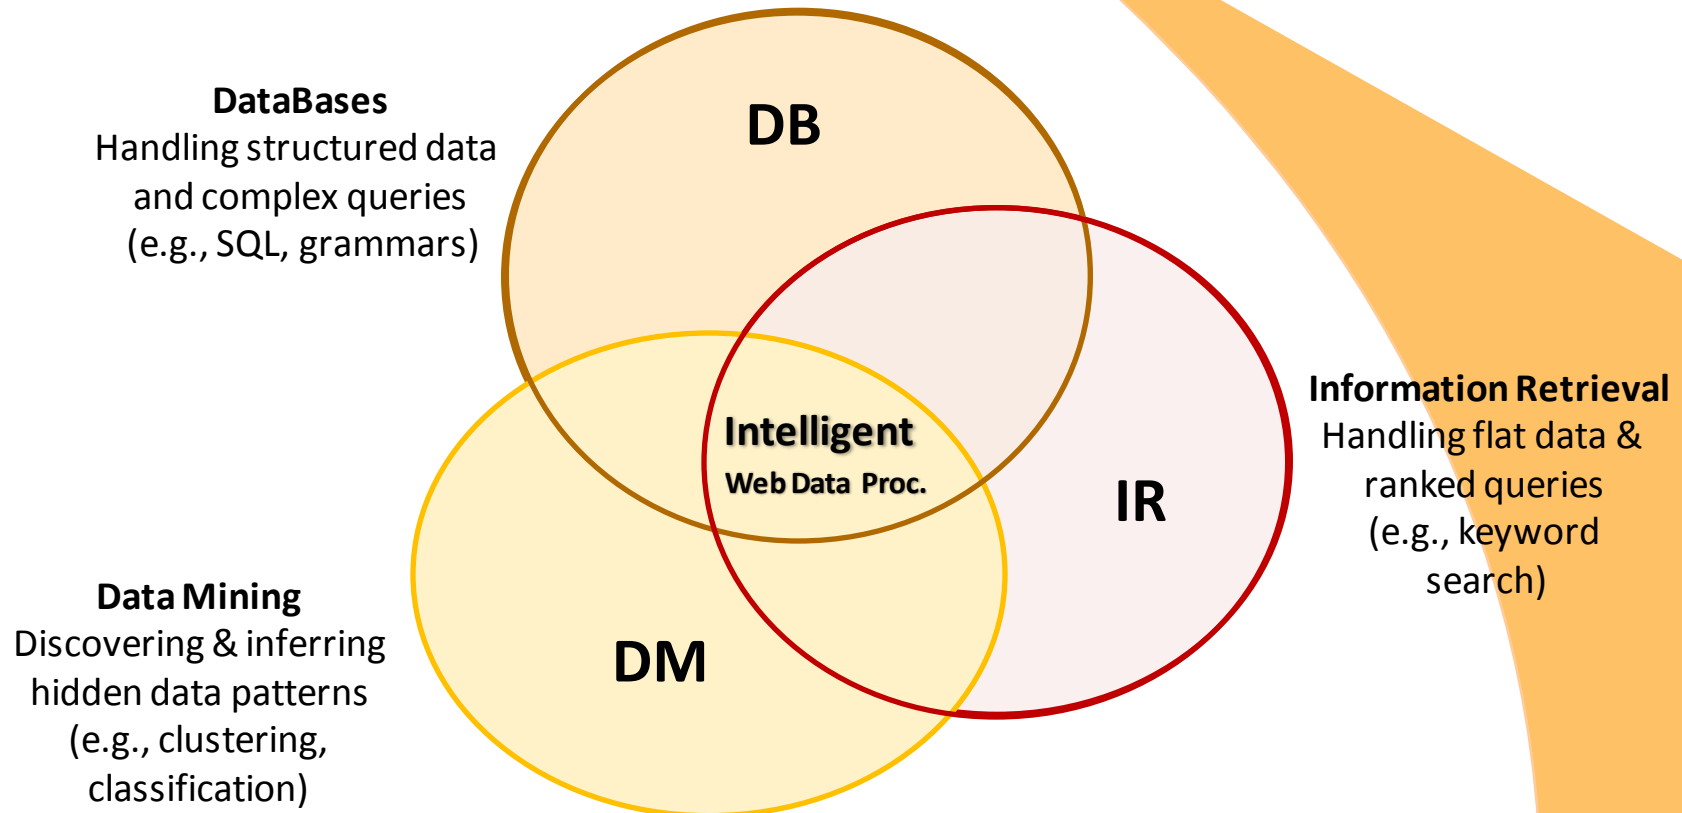 DataBases
Handling structured data
and complex queries
(e.g., SQL, grammars)
DB
Information Retrieval
Handling flat data &
ranked queries
(e.g., keyword
search)
IR
Intelligent
Web Data Proc.
Data Mining
Discovering & inferring
hidden data patterns
(e.g., clustering,
classification)
DM